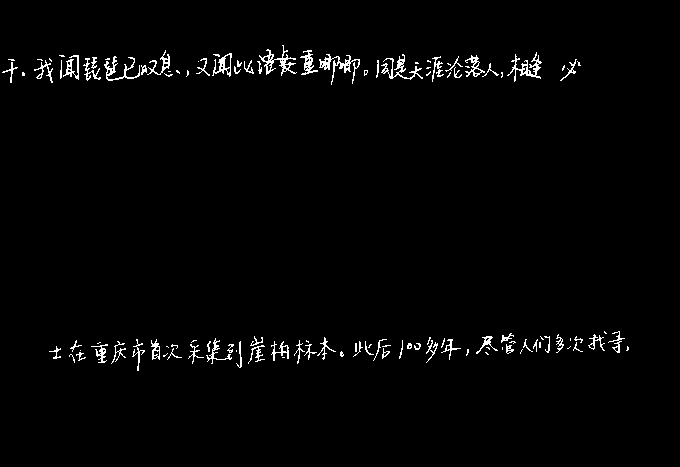 干。我闻琵琶已叹息,又闻此语重唧唧。同是天涯沦落人,相逢 必
士在重庆市首次采集到崖柏标本。此后100多年,尽管人们多次找寻,